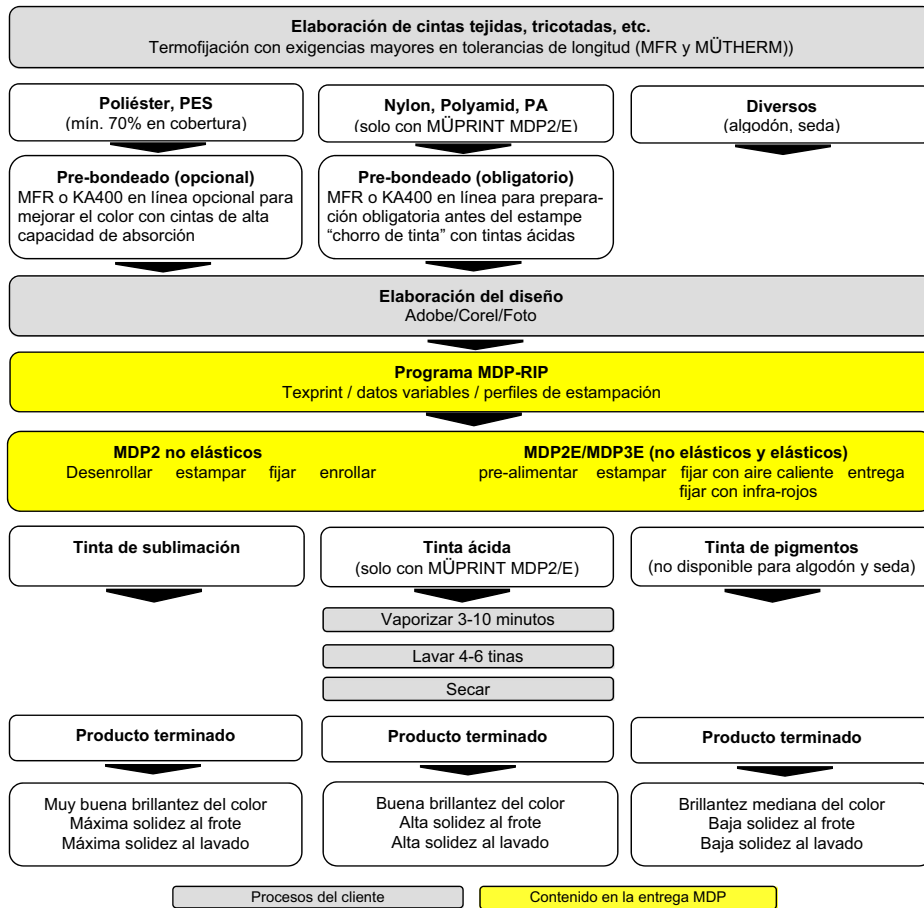 Elaboración de cintas tejidas, tricotadas, etc.
Termofijación con exigencias mayores en tolerancias de longitud (MFR y MÜTHERM))
Poliéster, PES
(mín. 70% en cobertura)
Nylon, Polyamid, PA
(solo con MÜPRINT MDP2/E)
Diversos
(algodón, seda)
Pre-bondeado (opcional)
MFR o KA400 en línea opcional para
mejorar el color con cintas de alta
capacidad de absorción
Pre-bondeado (obligatorio)
MFR o KA400 en línea para prepara-
ción obligatoria antes del estampe
“chorro de tinta” con tintas ácidas
Elaboración del diseño
Adobe/Corel/Foto
Programa MDP-RIP
Texprint / datos variables / perfiles de estampación
MDP2 no elásticos
Desenrollar estampar fijar enrollar
MDP2E/MDP3E (no elásticos y elásticos)
pre-alimentar estampar fijar con aire caliente entrega
fijar con infra-rojos
Tinta de sublimación
Tinta ácida
(solo con MÜPRINT MDP2/E)
Tinta de pigmentos
(no disponible para algodón y seda)
Vaporizar 3-10 minutos
Lavar 4-6 tinas
Secar
Producto terminado
Producto terminado
Producto terminado
Muy buena brillantez del color
Máxima solidez al frote
Máxima solidez al lavado
Buena brillantez del color
Alta solidez al frote
Alta solidez al lavado
Brillantez mediana del color
Baja solidez al frote
Baja solidez al lavado
Procesos del cliente
Contenido en la entrega MDP